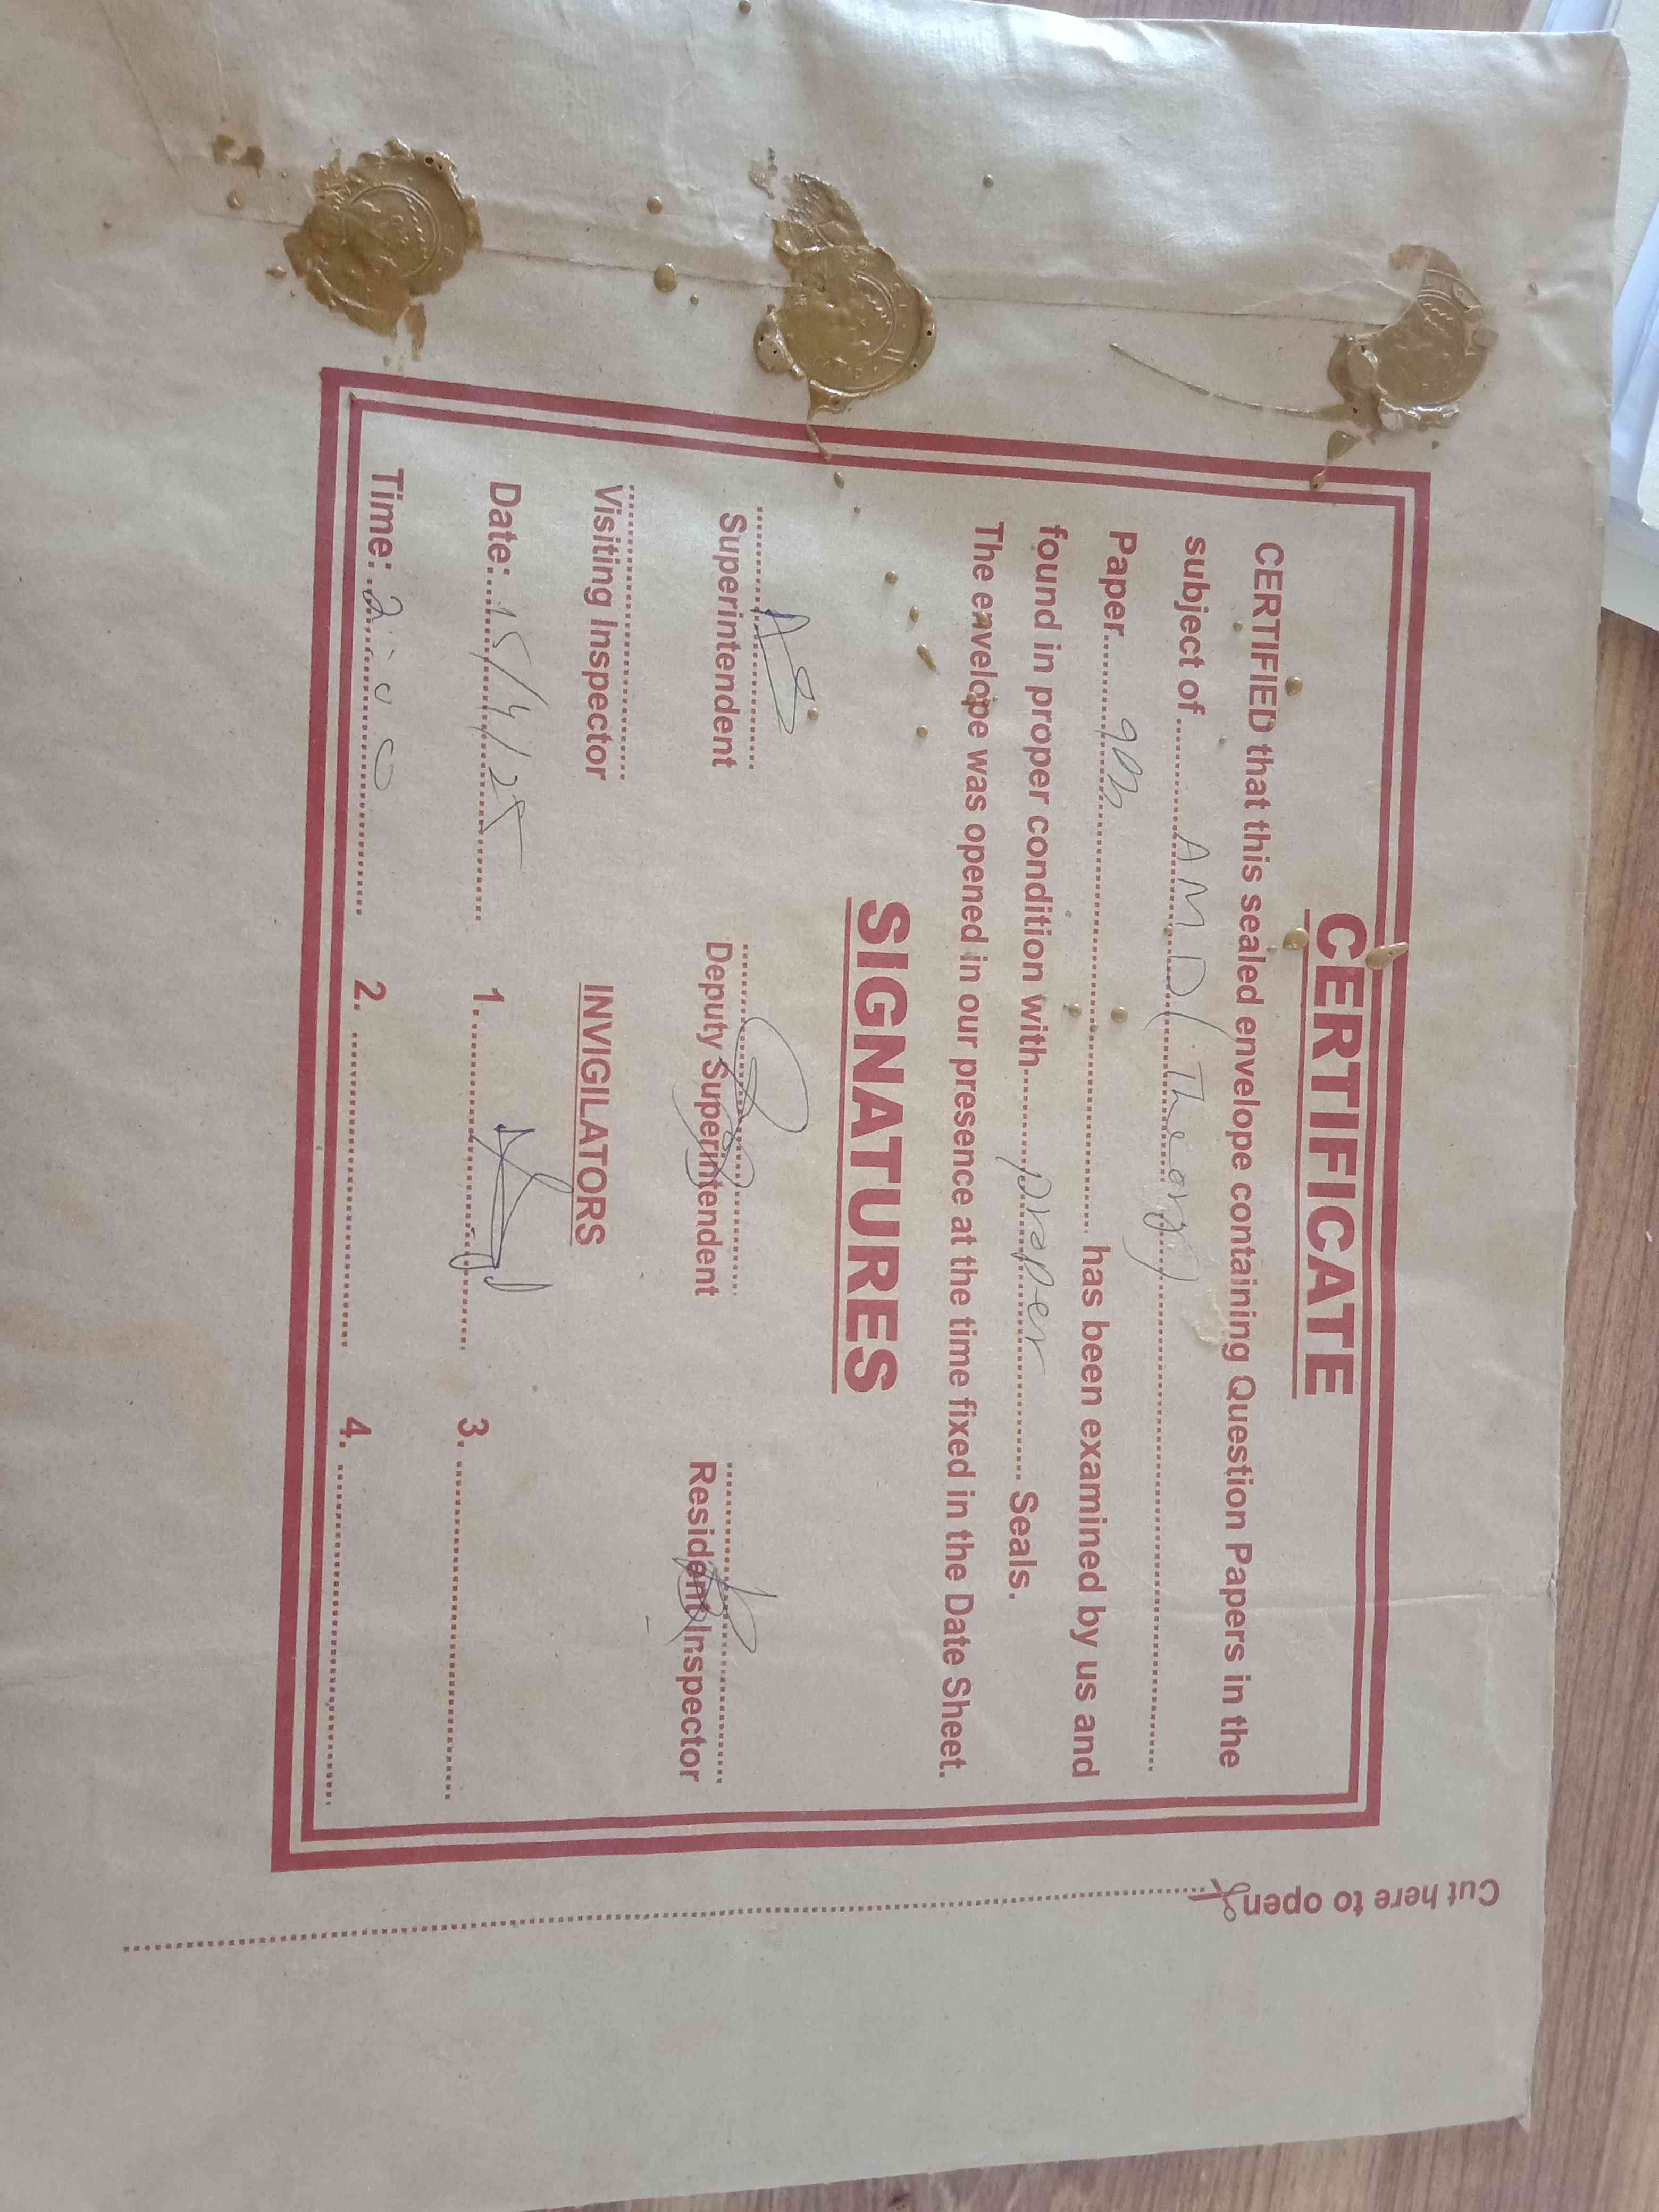 CERTIFICATE
CERTIFIED that this sealed envelope containing Question Papers in the
subject of ........ AMD (Theory) ........
Paper ........ has been examined by us and
found in proper condition with ........ proper ........ Seals.
The envelope was opened in our presence at the time fixed in the Date Sheet.
SIGNATURES
Superintendent Deputy Superintendent Resident Inspector
Visiting Inspector INVIGILATORS
Date: 15/4/25 1. ........ 3. ........
Time: 2:00 2. ........ 4. ........
Cut here to open